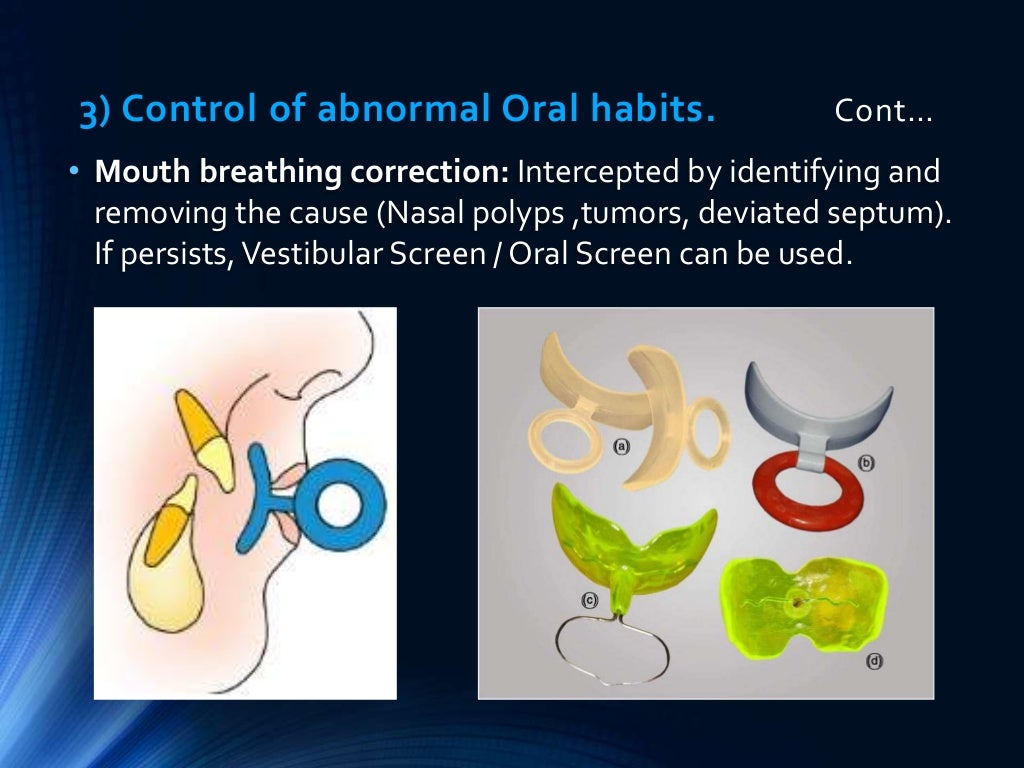 3) Control of abnormal Oral habits. Cont...
• Mouth breathing correction: Intercepted by identifying and
removing the cause (Nasal polyps ,tumors, deviated septum).
If persists, Vestibular Screen / Oral Screen can be used.
(a)
(b)
(c)
(d)